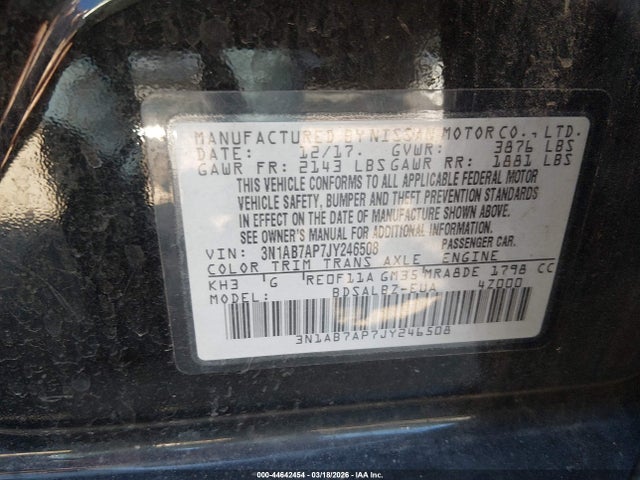 MANUFACTURED BY NISSAN MOTOR CO., LTD.
DATE: 12/17. GVWR: 3876 LBS
GAWR FR: 2143 LBS GAWR RR: 1881 LBS
THIS VEHICLE CONFORMS TO ALL APPLICABLE FEDERAL MOTOR
VEHICLE SAFETY, BUMPER AND THEFT PREVENTION STANDARDS
IN EFFECT ON THE DATE OF MANUFACTURE SHOWN ABOVE.
SEE OWNER'S MANUAL FOR ADDITIONAL INFORMATION
VIN: 3N1AB7AP7JY246508 PASSENGER CAR.
COLOR TRIM TRANS AXLE ENGINE
KH3 G RE0F11A GM35 MRA8DE 1798 CC
MODEL: BDSALBZ-EUA 4Z000
3N1AB7AP7JY246508
000-44642454 | 03/18/2026 | IAA Inc.